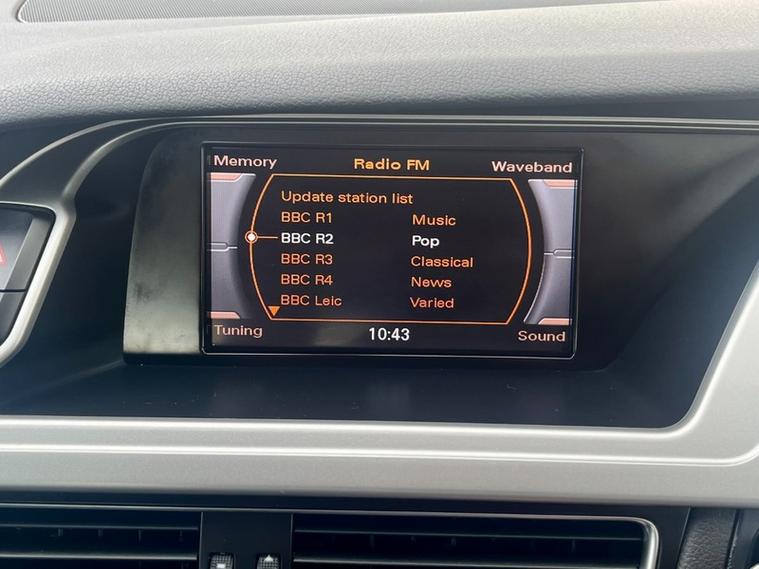 Memory Radio FM Waveband
Update station list
BBC R1 Music
BBC R2 Pop
BBC R3 Classical
BBC R4 News
BBC Leic Varied
Tuning 10:43 Sound